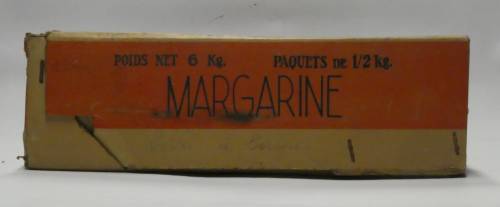 POIDS NET 6 Kg. PAQUETS DE 1/2 kg.
MARGARINE